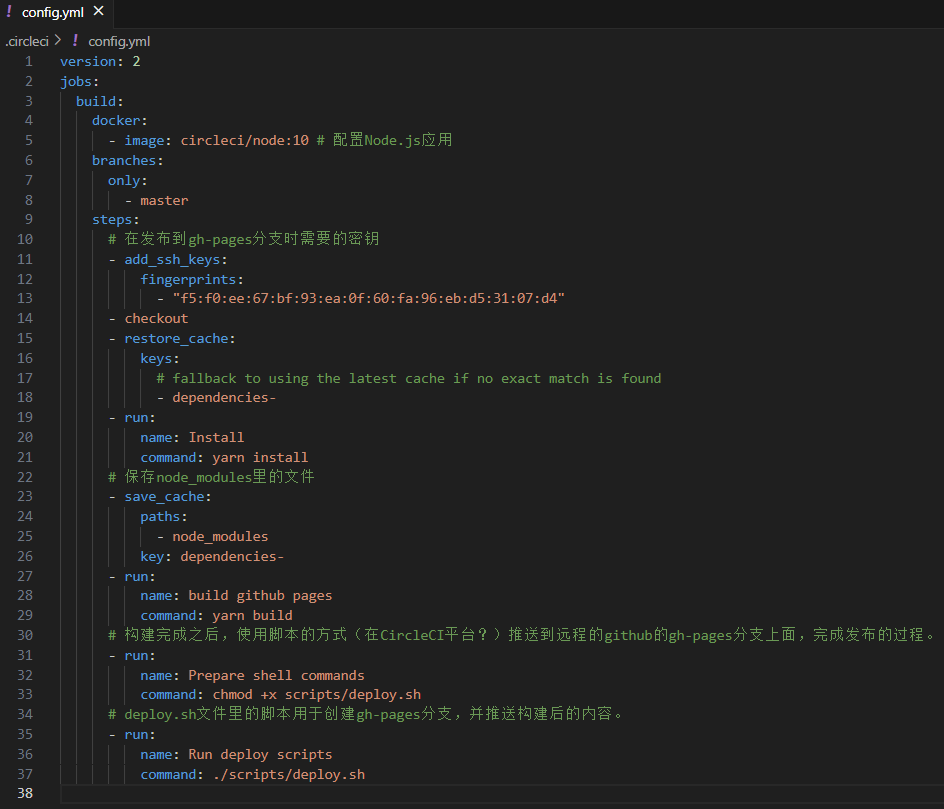 ! config.yml ×
.circleci > ! config.yml
1 version: 2
2 jobs:
3   build:
4     docker:
5       - image: circleci/node:10 # 配置Node.js应用
6     branches:
7       only:
8         - master
9     steps:
10       # 在发布到gh-pages分支时需要的密钥
11       - add_ssh_keys:
12           fingerprints:
13             - "f5:f0:ee:67:bf:93:ea:0f:60:fa:96:eb:d5:31:07:d4"
14       - checkout
15       - restore_cache:
16           keys:
17             # fallback to using the latest cache if no exact match is found
18             - dependencies-
19       - run:
20           name: Install
21           command: yarn install
22       # 保存node_modules里的文件
23       - save_cache:
24           paths:
25             - node_modules
26           key: dependencies-
27       - run:
28           name: build github pages
29           command: yarn build
30       # 构建完成之后，使用脚本的方式（在CircleCI平台？）推送到远程的github的gh-pages分支上面，完成发布的过程。
31       - run:
32           name: Prepare shell commands
33           command: chmod +x scripts/deploy.sh
34       # deploy.sh文件里的脚本用于创建gh-pages分支，并推送构建后的内容。
35       - run:
36           name: Run deploy scripts
37           command: ./scripts/deploy.sh
38